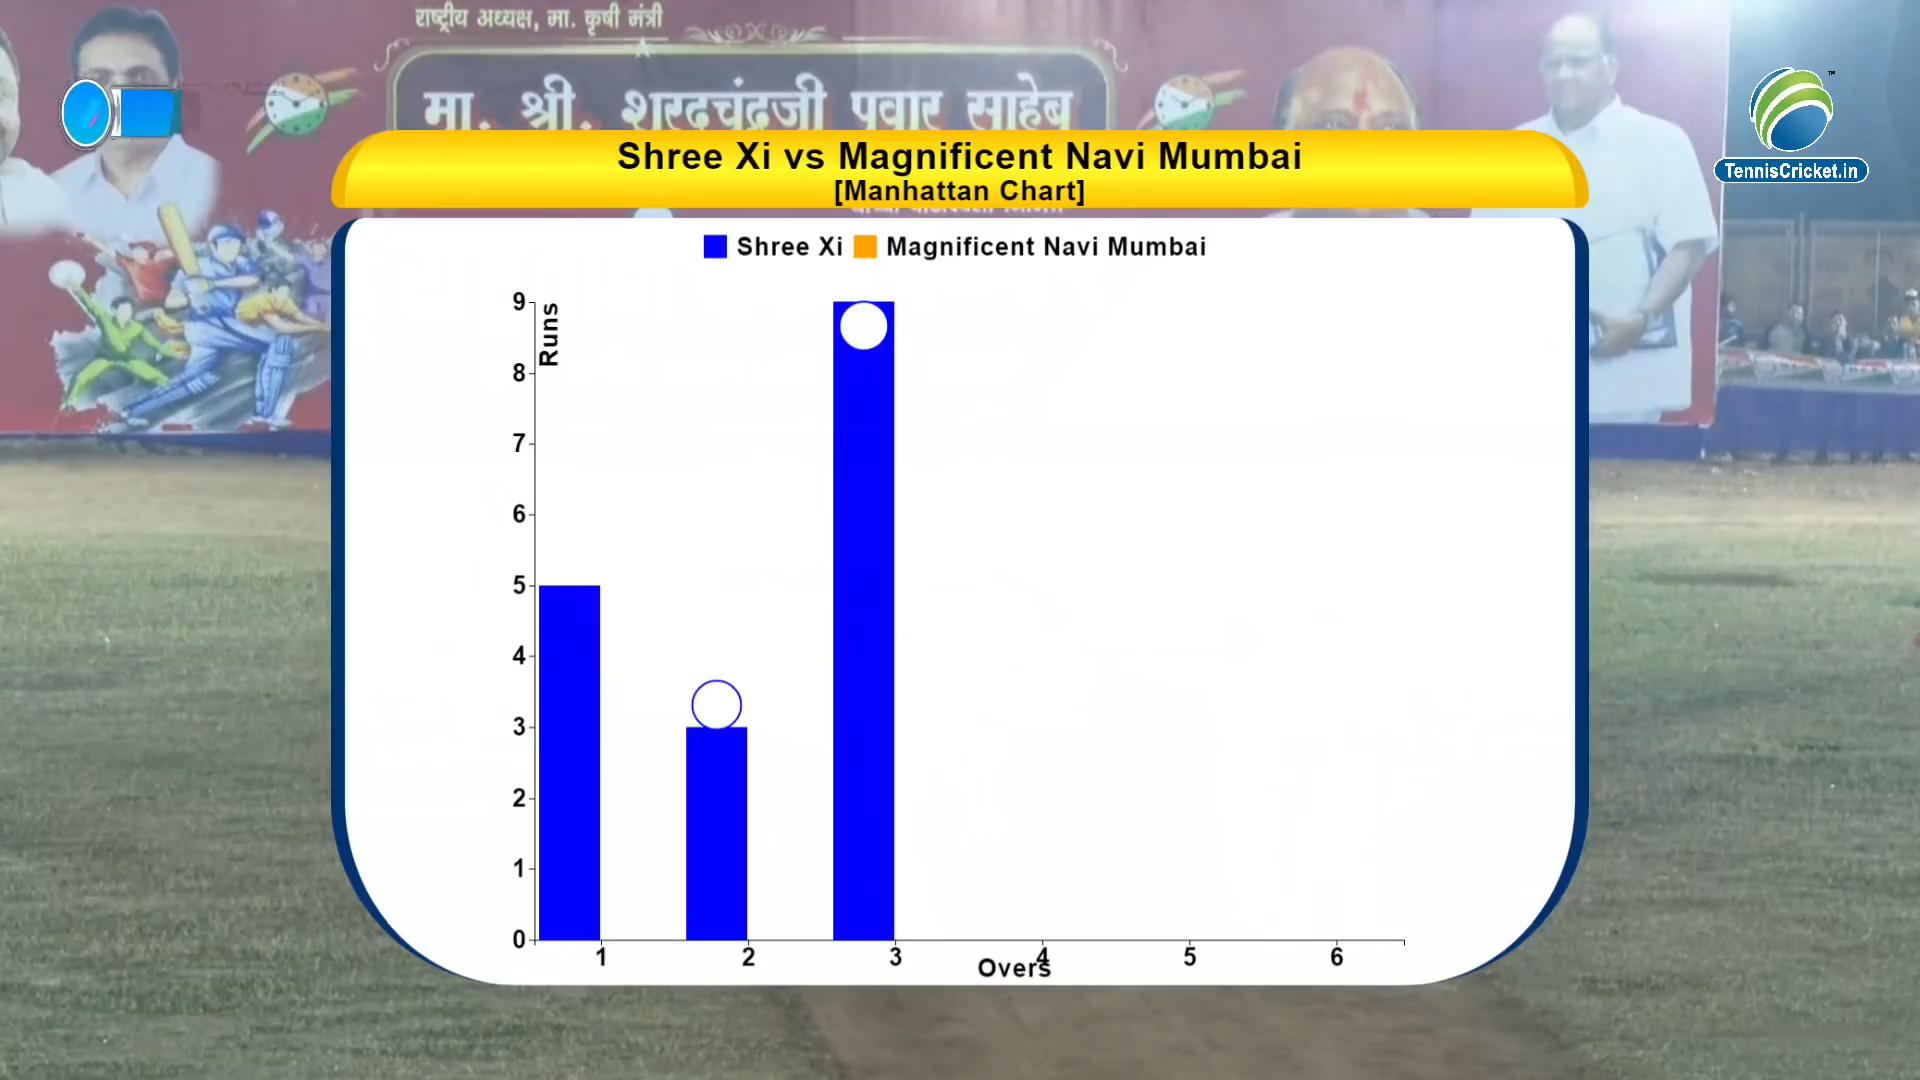 राष्ट्रीय अध्यक्ष, मा. कृषी मंत्री
मा. श्री. शरदचंद्रजी पवार साहेब
TennisCricket.in
Shree Xi vs Magnificent Navi Mumbai
[Manhattan Chart]
Shree Xi Magnificent Navi Mumbai
Runs
9
8
7
6
5
4
3
2
1
0
1 2 3 4 5 6
Overs